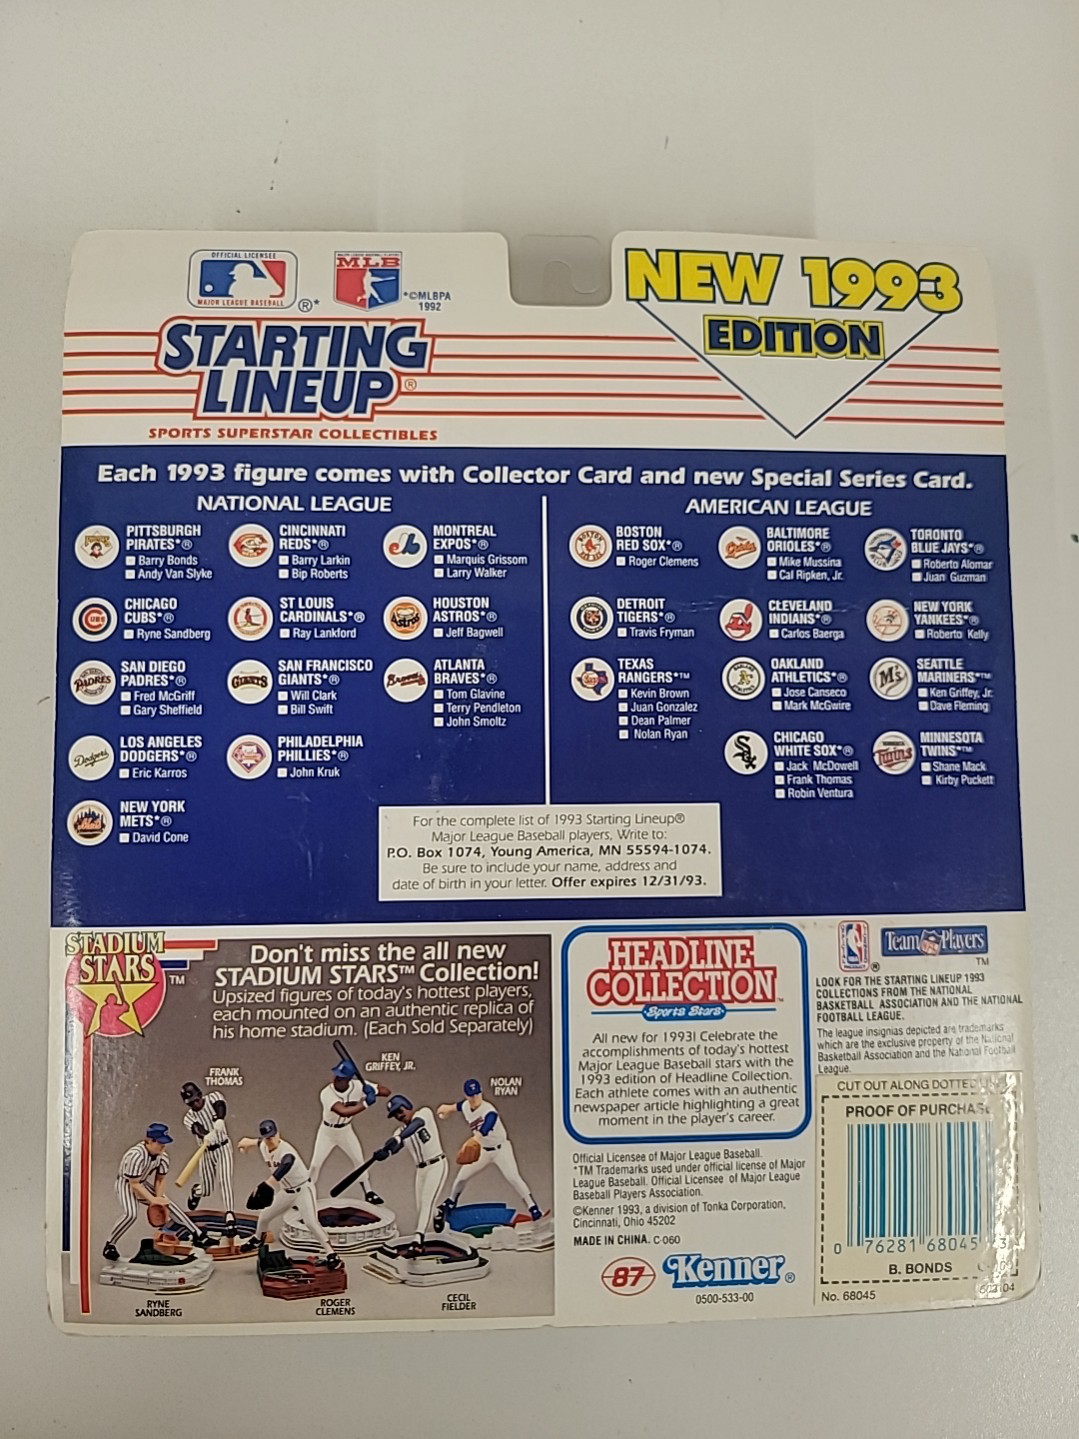 OFFICIAL LICENSEE
MAJOR LEAGUE BASEBALL
®*
MLB
*©MLBPA
1992
NEW 1993
EDITION
STARTING
LINEUP®
SPORTS SUPERSTAR COLLECTIBLES
Each 1993 figure comes with Collector Card and new Special Series Card.
NATIONAL LEAGUE
PITTSBURGH
PIRATES*®
Barry Bonds
Andy Van Slyke
CINCINNATI
REDS*®
Barry Larkin
Bip Roberts
MONTREAL
EXPOS*®
Marquis Grissom
Larry Walker
CHICAGO
CUBS*®
Ryne Sandberg
ST LOUIS
CARDINALS*®
Ray Lankford
HOUSTON
ASTROS*®
Jeff Bagwell
SAN DIEGO
PADRES*®
Fred McGriff
Gary Sheffield
SAN FRANCISCO
GIANTS*®
Will Clark
Bill Swift
ATLANTA
BRAVES*®
Tom Glavine
Terry Pendleton
John Smoltz
LOS ANGELES
DODGERS*®
Eric Karros
PHILADELPHIA
PHILLIES*®
John Kruk
NEW YORK
METS*®
David Cone
AMERICAN LEAGUE
BOSTON
RED SOX*®
Roger Clemens
BALTIMORE
ORIOLES*®
Mike Mussina
Cal Ripken, Jr.
TORONTO
BLUE JAYS*®
Roberto Alomar
Juan Guzman
DETROIT
TIGERS*®
Travis Fryman
CLEVELAND
INDIANS*®
Carlos Baerga
NEW YORK
YANKEES*®
Roberto Kelly
TEXAS
RANGERS*™
Kevin Brown
Juan Gonzalez
Dean Palmer
Nolan Ryan
OAKLAND
ATHLETICS*®
Jose Canseco
Mark McGwire
SEATTLE
MARINERS*™
Ken Griffey, Jr.
Dave Fleming
CHICAGO
WHITE SOX*®
Jack McDowell
Frank Thomas
Robin Ventura
MINNESOTA
TWINS*™
Shane Mack
Kirby Puckett
For the complete list of 1993 Starting Lineup®
Major League Baseball players, Write to:
P.O. Box 1074, Young America, MN 55594-1074.
Be sure to include your name, address and
date of birth in your letter. Offer expires 12/31/93.
STADIUM
STARS™
Don't miss the all new
STADIUM STARS™ Collection!
Upsized figures of today's hottest players,
each mounted on an authentic replica of
his home stadium. (Each Sold Separately)
FRANK
THOMAS
KEN
GRIFFEY, JR.
NOLAN
RYAN
RYNE
SANDBERG
ROGER
CLEMENS
CECIL
FIELDER
HEADLINE
COLLECTION™
Sports Stars
All new for 1993! Celebrate the
accomplishments of today's hottest
Major League Baseball stars with the
1993 edition of Headline Collection.
Each athlete comes with an authentic
newspaper article highlighting a great
moment in the player's career.
Official Licensee of Major League Baseball.
*TM Trademarks used under official license of Major
League Baseball. Official Licensee of Major League
Baseball Players Association.
©Kenner 1993, a division of Tonka Corporation,
Cincinnati, Ohio 45202
MADE IN CHINA. C-060
87
Kenner®
0500-533-00
NBA
®
Team NFL Players
TM
LOOK FOR THE STARTING LINEUP 1993
COLLECTIONS FROM THE NATIONAL
BASKETBALL ASSOCIATION AND THE NATIONAL
FOOTBALL LEAGUE.
The league insignias depicted are trademarks
which are the exclusive property of the National
Basketball Association and the National Football
League.
CUT OUT ALONG DOTTED
PROOF OF PURCHASE
0 76281 68045
B. BONDS
No. 68045